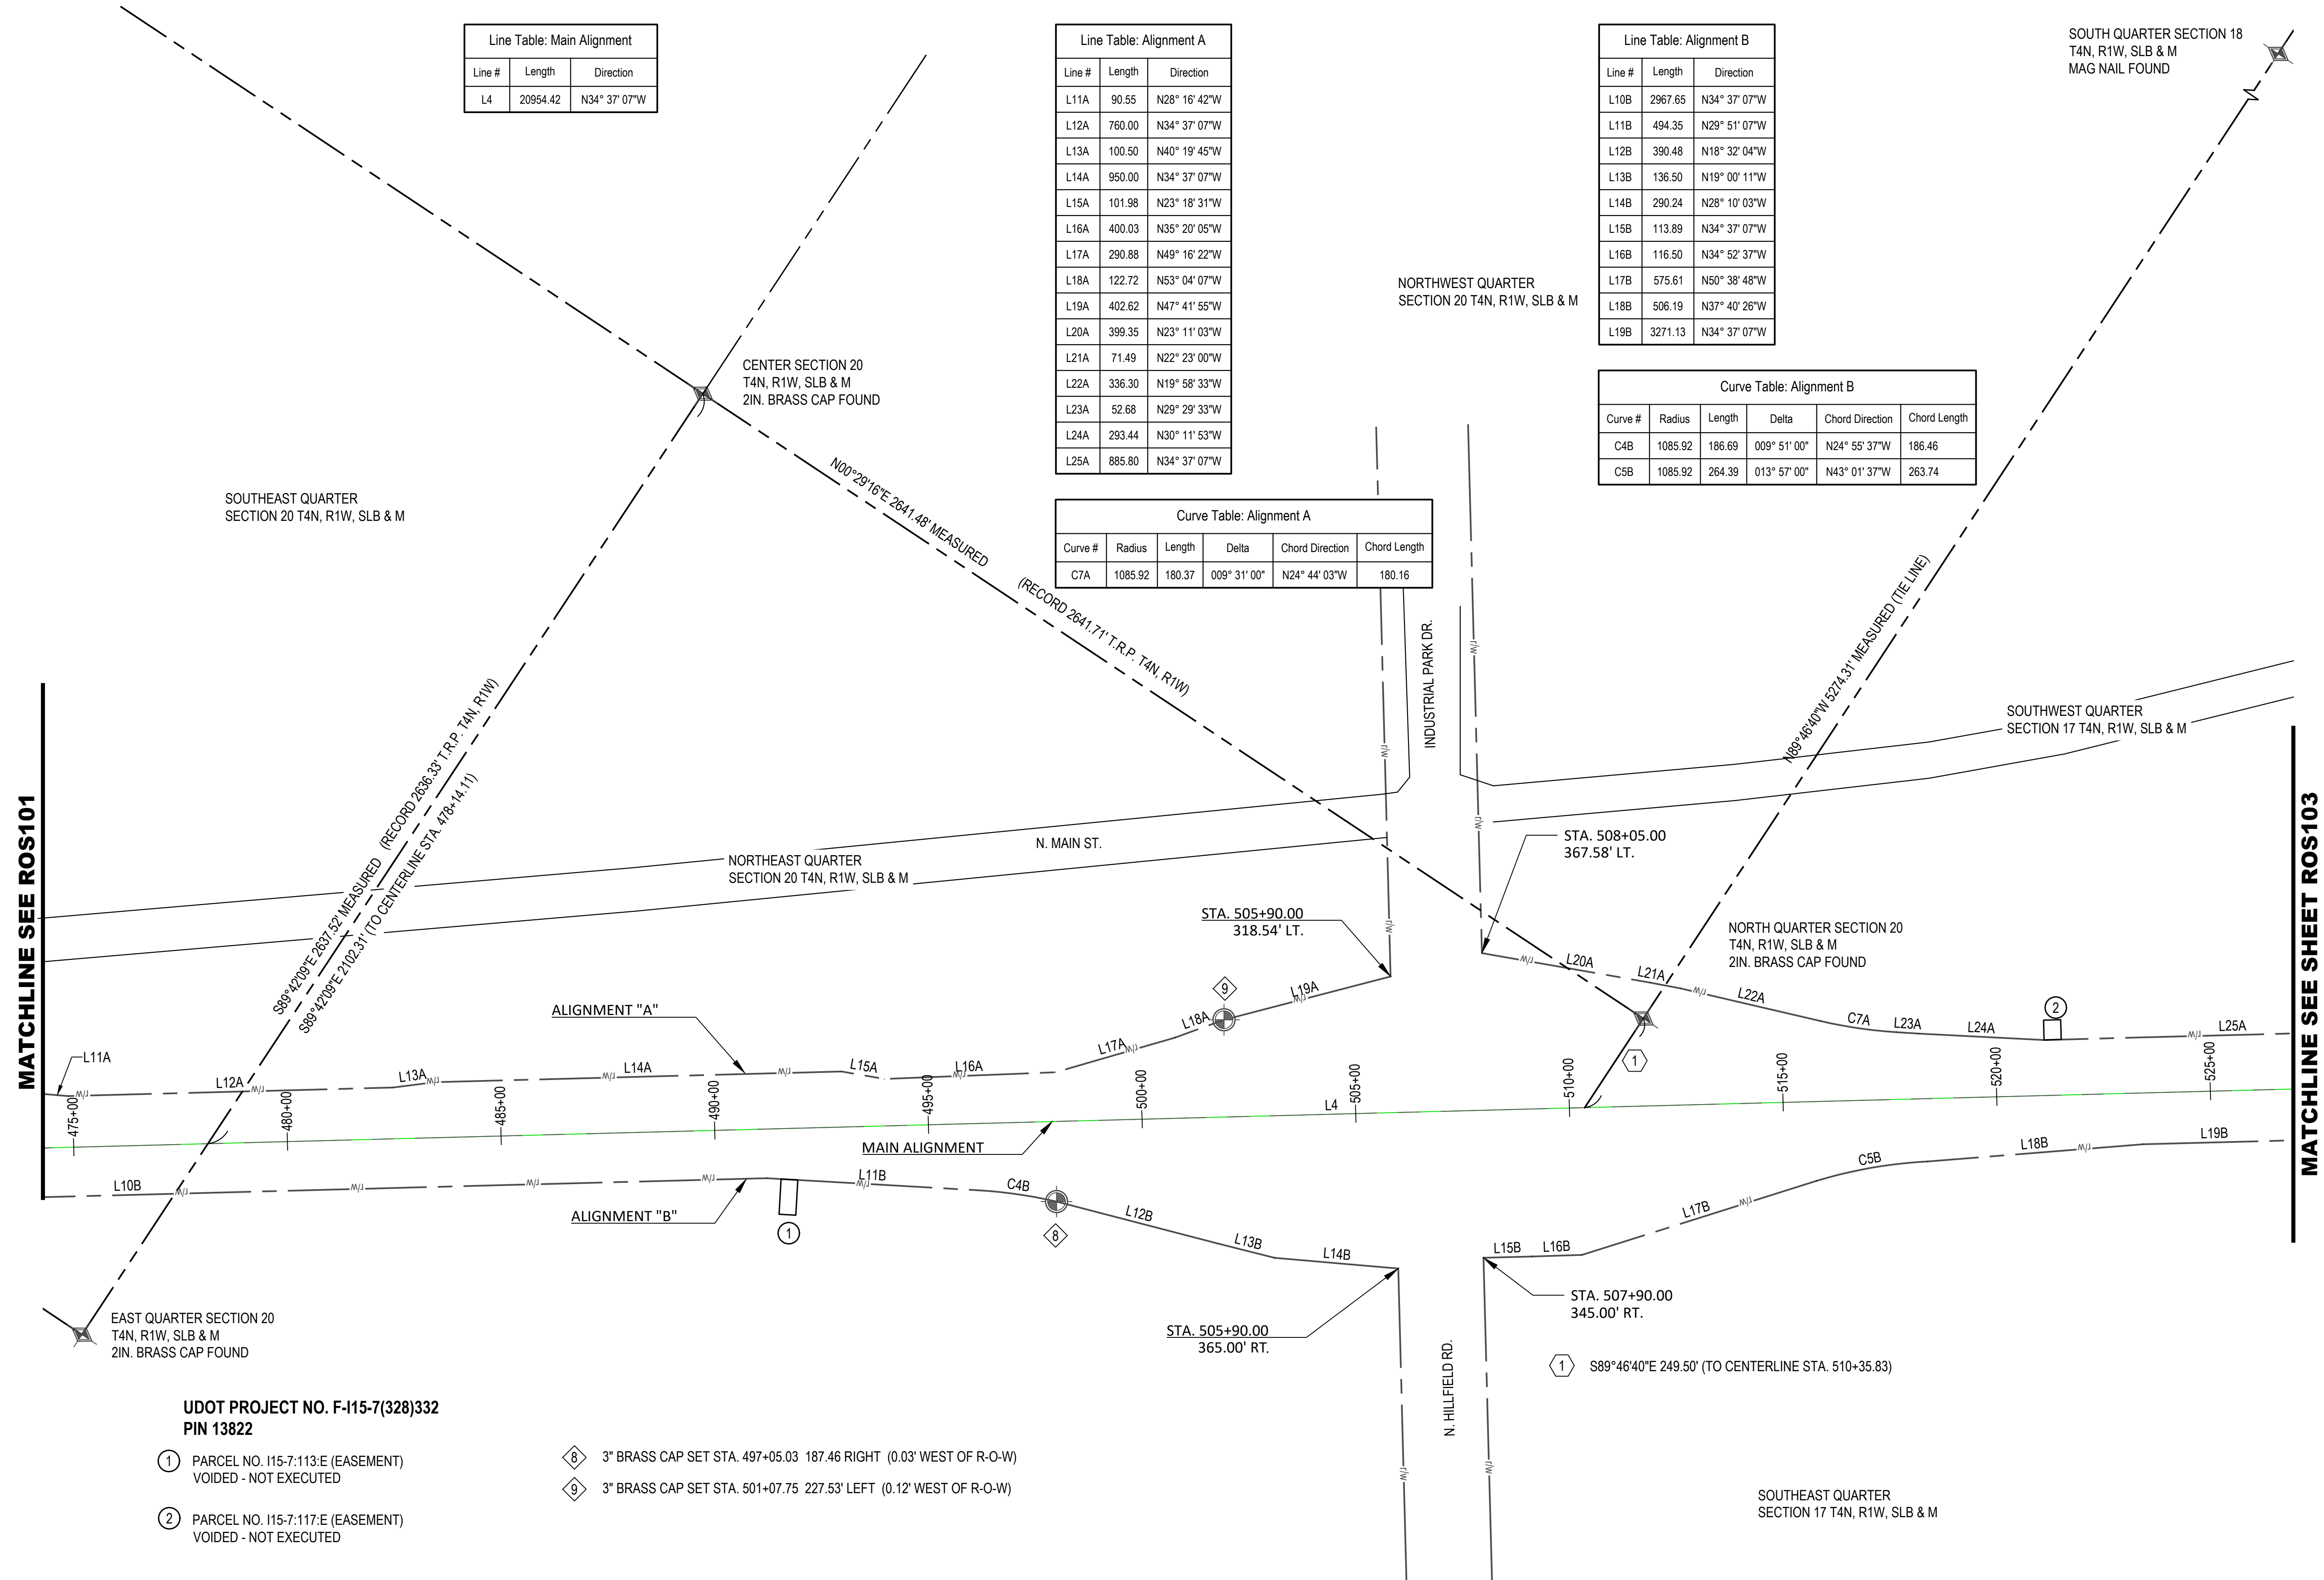 Line Table: Main Alignment
Line # Length Direction
L4 20954.42 N34° 37' 07"W
Line Table: Alignment A
Line # Length Direction
L11A 90.55 N28° 16' 42"W
L12A 760.00 N34° 37' 07"W
L13A 100.50 N40° 19' 45"W
L14A 950.00 N34° 37' 07"W
L15A 101.98 N23° 18' 31"W
L16A 400.03 N35° 20' 05"W
L17A 290.88 N49° 16' 22"W
L18A 122.72 N53° 04' 07"W
L19A 402.62 N47° 41' 55"W
L20A 399.35 N23° 11' 03"W
L21A 71.49 N22° 23' 00"W
L22A 336.30 N19° 58' 33"W
L23A 52.68 N29° 29' 33"W
L24A 293.44 N30° 11' 53"W
L25A 885.80 N34° 37' 07"W
Curve Table: Alignment A
Curve # Radius Length Delta Chord Direction Chord Length
C7A 1085.92 180.37 009° 31' 00" N24° 44' 03"W 180.16
Line Table: Alignment B
Line # Length Direction
L10B 2967.65 N34° 37' 07"W
L11B 494.35 N29° 51' 07"W
L12B 390.48 N18° 32' 04"W
L13B 136.50 N19° 00' 11"W
L14B 290.24 N28° 10' 03"W
L15B 113.89 N34° 37' 07"W
L16B 116.50 N34° 52' 37"W
L17B 575.61 N50° 38' 48"W
L18B 506.19 N37° 40' 26"W
L19B 3271.13 N34° 37' 07"W
Curve Table: Alignment B
Curve # Radius Length Delta Chord Direction Chord Length
C4B 1085.92 186.69 009° 51' 00" N24° 55' 37"W 186.46
C5B 1085.92 264.39 013° 57' 00" N43° 01' 37"W 263.74
SOUTH QUARTER SECTION 18
T4N, R1W, SLB & M
MAG NAIL FOUND
NORTHWEST QUARTER
SECTION 20 T4N, R1W, SLB & M
CENTER SECTION 20
T4N, R1W, SLB & M
2IN. BRASS CAP FOUND
SOUTHEAST QUARTER
SECTION 20 T4N, R1W, SLB & M
N00°29'16"E 2641.48' MEASURED
(RECORD 2641.71' T.R.P. T4N, R1W)
S89°42'09"E 2637.52' MEASURED (RECORD 2636.33' T.R.P. T4N, R1W)
S89°42'09"E 2102.31' (TO CENTERLINE STA. 478+14.11)
N89°46'40"W 5274.31' MEASURED (TIE LINE)
INDUSTRIAL PARK DR.
r/w
r/w
r/w
r/w
SOUTHWEST QUARTER
SECTION 17 T4N, R1W, SLB & M
MATCHLINE SEE ROS101
MATCHLINE SEE SHEET ROS103
N. MAIN ST.
NORTHEAST QUARTER
SECTION 20 T4N, R1W, SLB & M
STA. 508+05.00
367.58' LT.
STA. 505+90.00
318.54' LT.
NORTH QUARTER SECTION 20
T4N, R1W, SLB & M
2IN. BRASS CAP FOUND
ALIGNMENT "A"
9
2
1
L11A
r/w
L12A
r/w
L13A
r/w
r/w
L14A
r/w
L15A
r/w
L16A
L17A
r/w
L18A
r/w
L19A
r/w
L20A
L21A
r/w
L22A
C7A
L23A
L24A
r/w
L25A
475+00
480+00
485+00
490+00
495+00
500+00
505+00
510+00
515+00
520+00
525+00
L4
MAIN ALIGNMENT
L10B
r/w
r/w
r/w
r/w
r/w
L11B
C4B
L12B
L13B
L14B
L15B
L16B
L17B
r/w
C5B
L18B
r/w
L19B
ALIGNMENT "B"
1
8
STA. 505+90.00
365.00' RT.
STA. 507+90.00
345.00' RT.
EAST QUARTER SECTION 20
T4N, R1W, SLB & M
2IN. BRASS CAP FOUND
N. HILLFIELD RD.
r/w
r/w
1 S89°46'40"E 249.50' (TO CENTERLINE STA. 510+35.83)
UDOT PROJECT NO. F-I15-7(328)332
PIN 13822
1 PARCEL NO. I15-7:113:E (EASEMENT)
VOIDED - NOT EXECUTED
2 PARCEL NO. I15-7:117:E (EASEMENT)
VOIDED - NOT EXECUTED
8 3" BRASS CAP SET STA. 497+05.03 187.46 RIGHT (0.03' WEST OF R-O-W)
9 3" BRASS CAP SET STA. 501+07.75 227.53' LEFT (0.12' WEST OF R-O-W)
SOUTHEAST QUARTER
SECTION 17 T4N, R1W, SLB & M